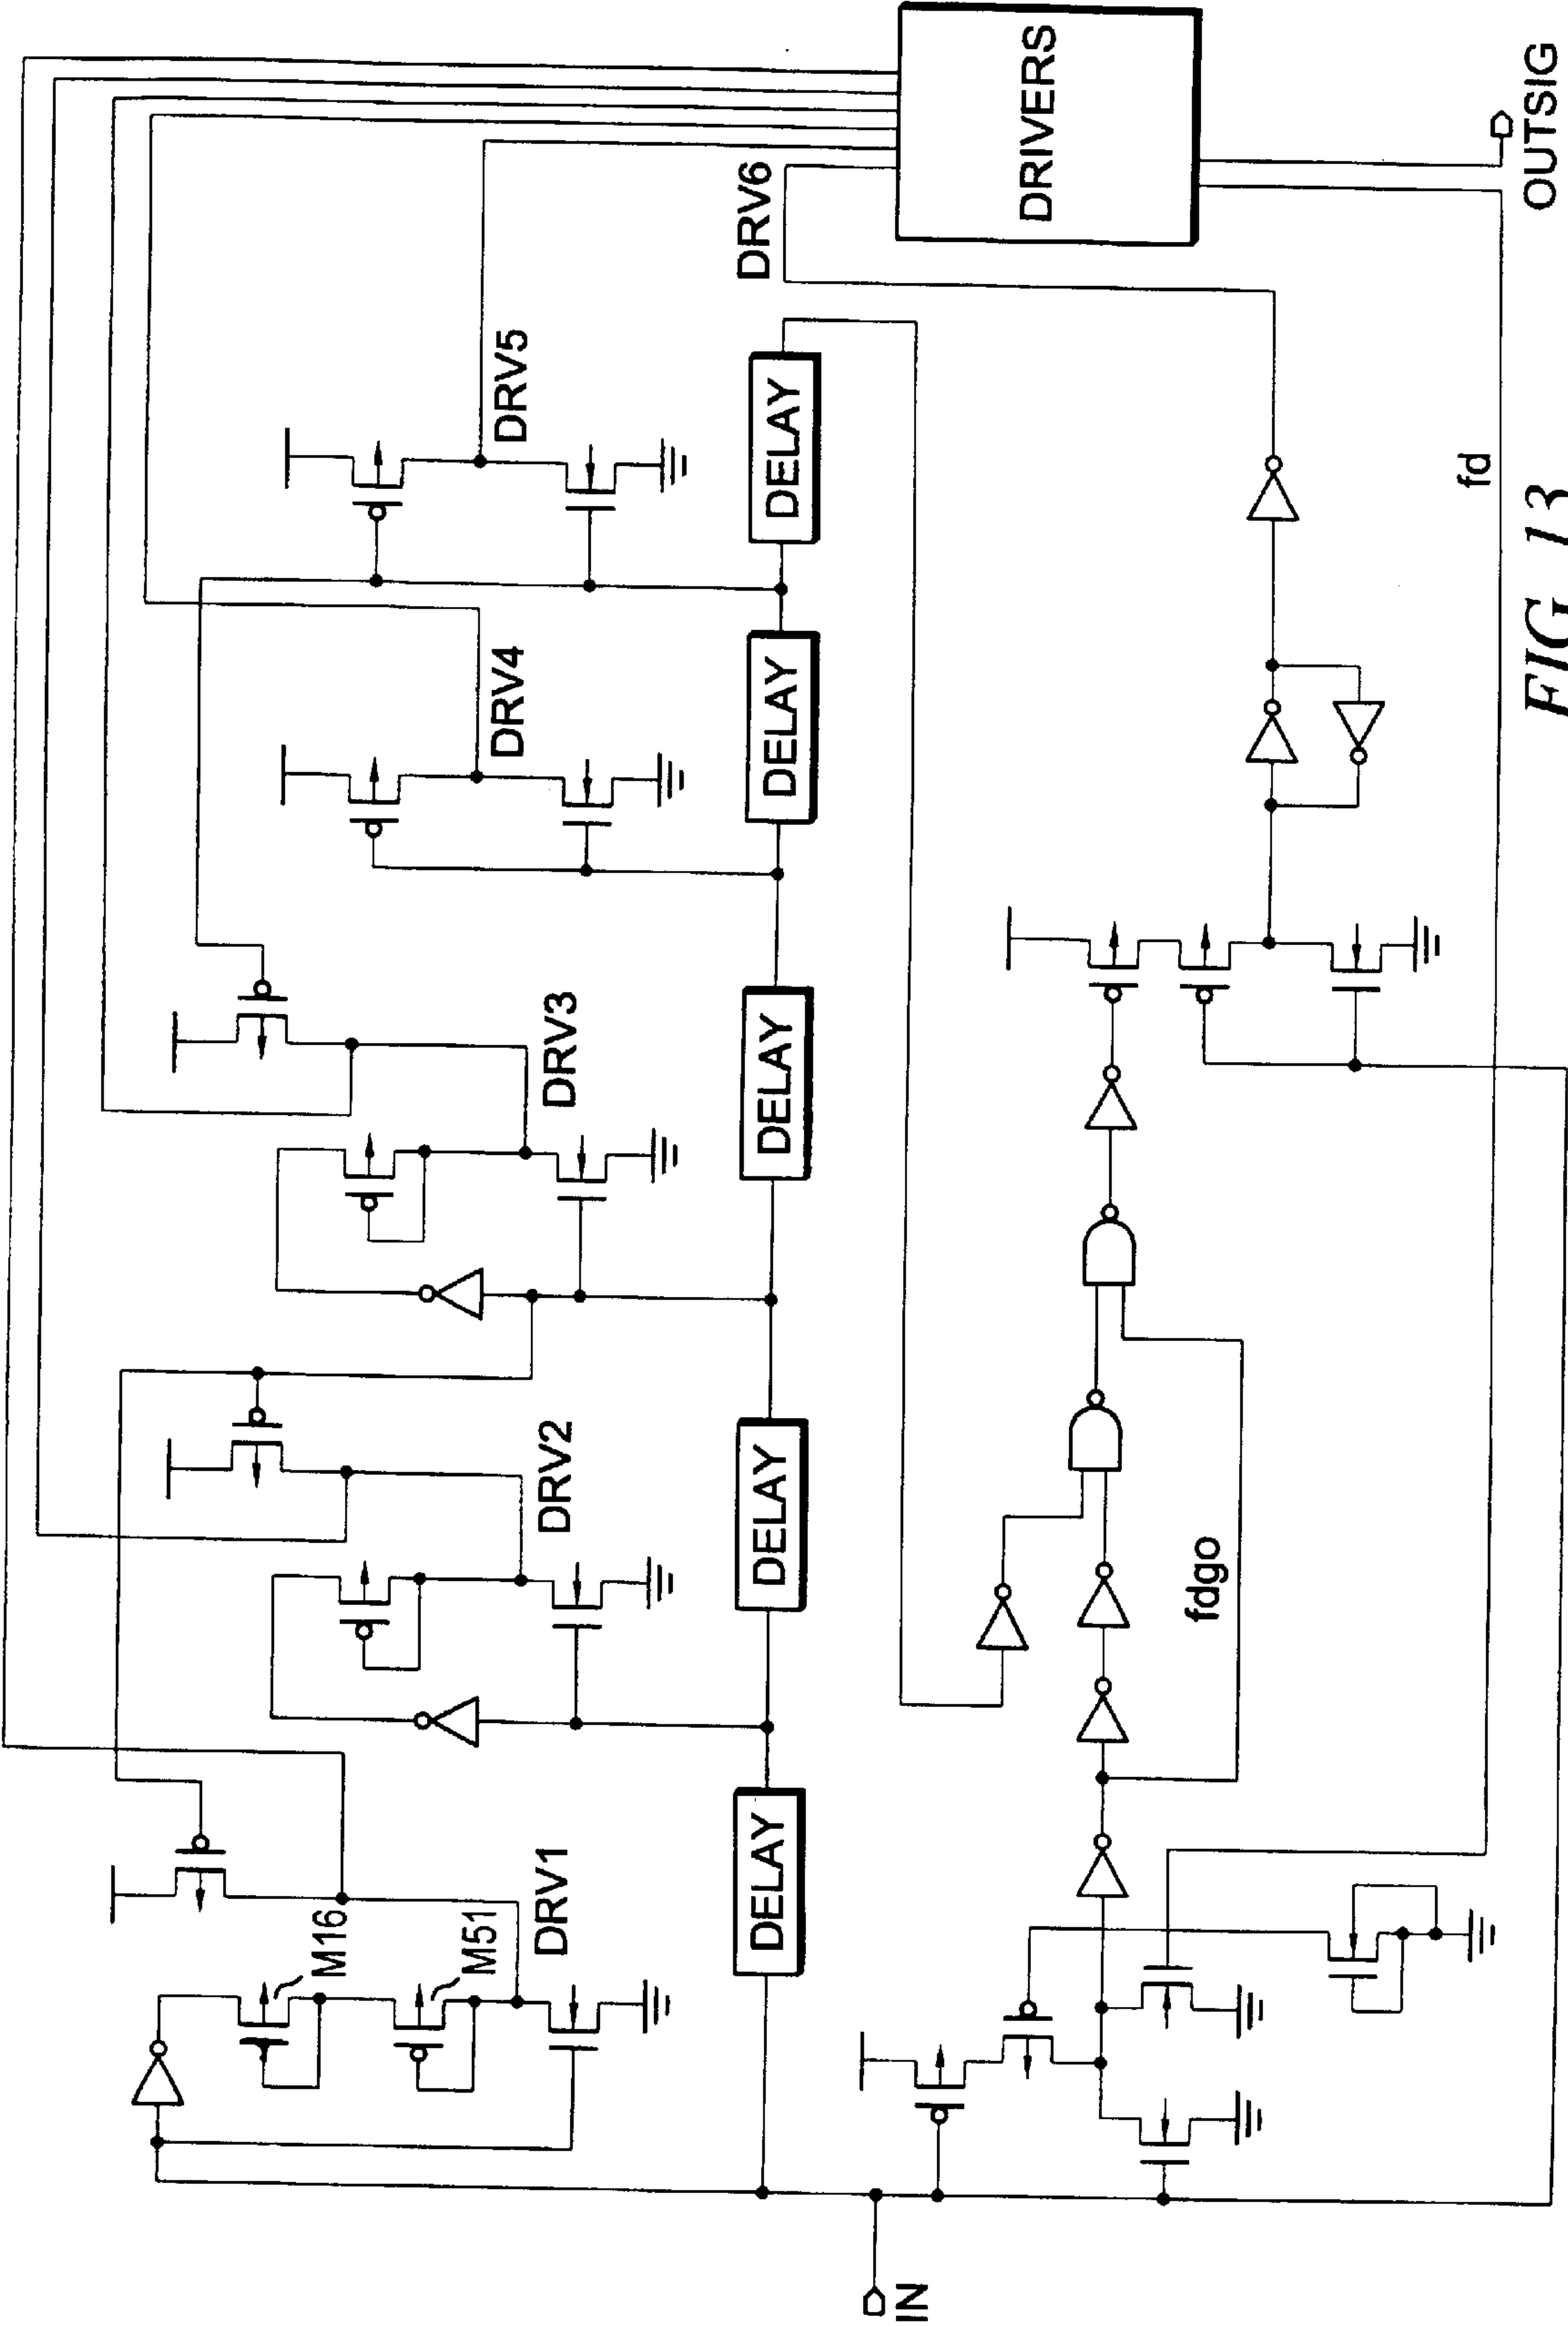 DRV1
M16
M51
DRV2
DRV3
DRV4
DRV5
DRV6
DELAY
DELAY
DELAY
DELAY
DELAY
DRIVERS
IN
fdgo
fd
OUTSIG
FIG. 13